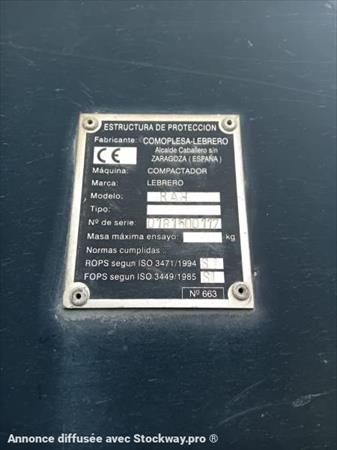 ESTRUCTURA DE PROTECCION
Fabricante: COMOPLESA-LEBRERO
CE Alcalde Caballero s/n
ZARAGOZA ( ESPAÑA )
Máquina: COMPACTADOR
Marca: LEBRERO
Modelo:
Tipo:
Nº de serie:
Masa máxima ensayo: kg
Normas cumplidas .
ROPS segun ISO 3471/1994 SI
FOPS segun ISO 3449/1985 SI
Nº 663
Annonce diffusée avec Stockway.pro ®